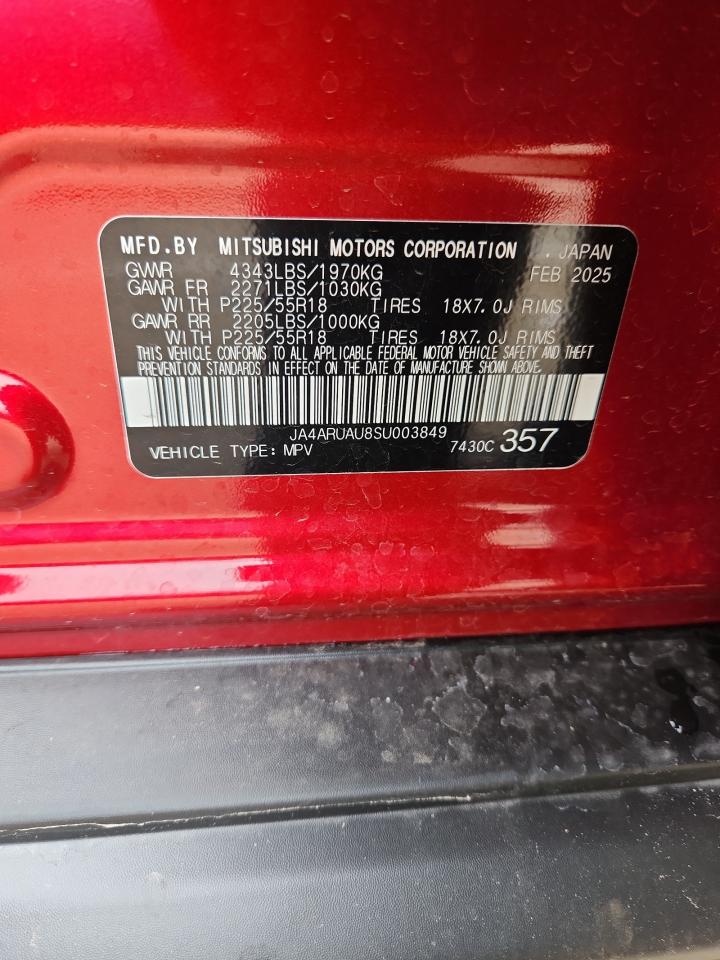 MFD.BY MITSUBISHI MOTORS CORPORATION . JAPAN
GVWR 4343LBS/1970KG FEB 2025
GAWR FR 2271LBS/1030KG
WITH P225/55R18 TIRES 18X7.0J RIMS
GAWR RR 2205LBS/1000KG
WITH P225/55R18 TIRES 18X7.0J RIMS
THIS VEHICLE CONFORMS TO ALL APPLICABLE FEDERAL MOTOR VEHICLE SAFETY AND THEFT
PREVENTION STANDARDS IN EFFECT ON THE DATE OF MANUFACTURE SHOWN ABOVE.
JA4ARUAU8SU003849
VEHICLE TYPE: MPV 7430C 357